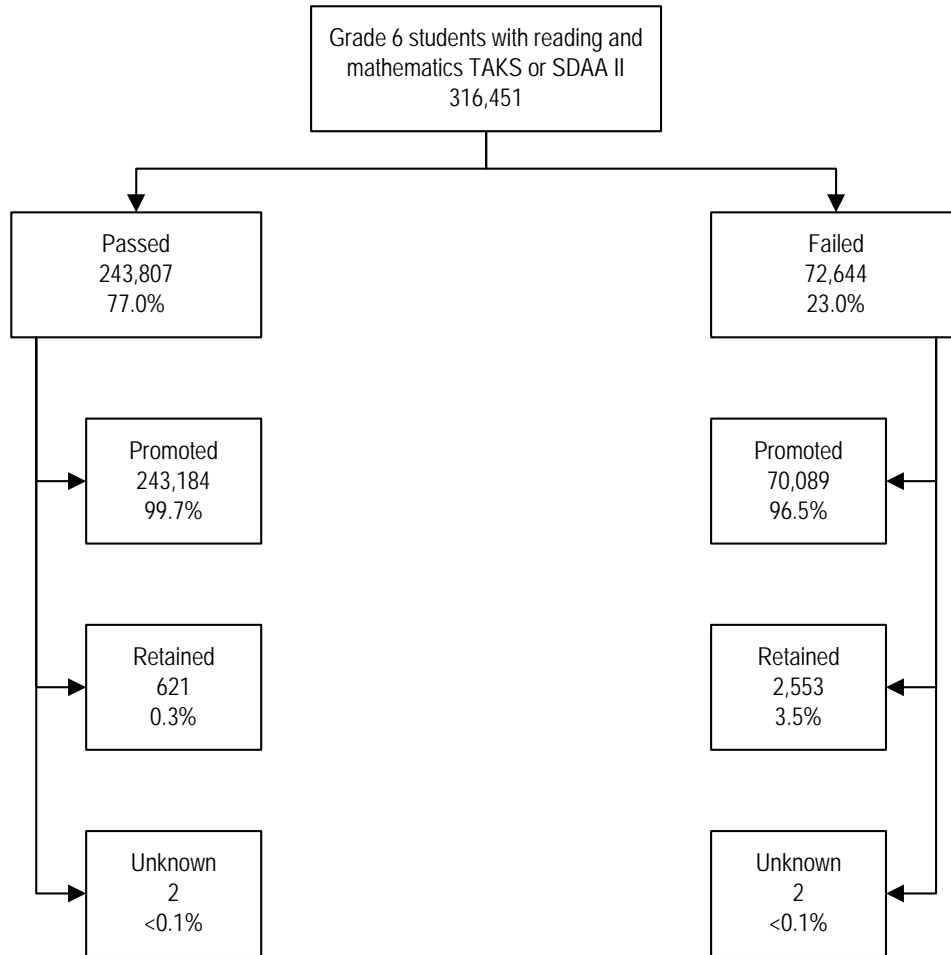 Grade 6 students with reading and
mathematics TAKS or SDAA II
316,451
Passed
243,807
77.0%
Failed
72,644
23.0%
Promoted
243,184
99.7%
Promoted
70,089
96.5%
Retained
621
0.3%
Retained
2,553
3.5%
Unknown
2
<0.1%
Unknown
2
<0.1%